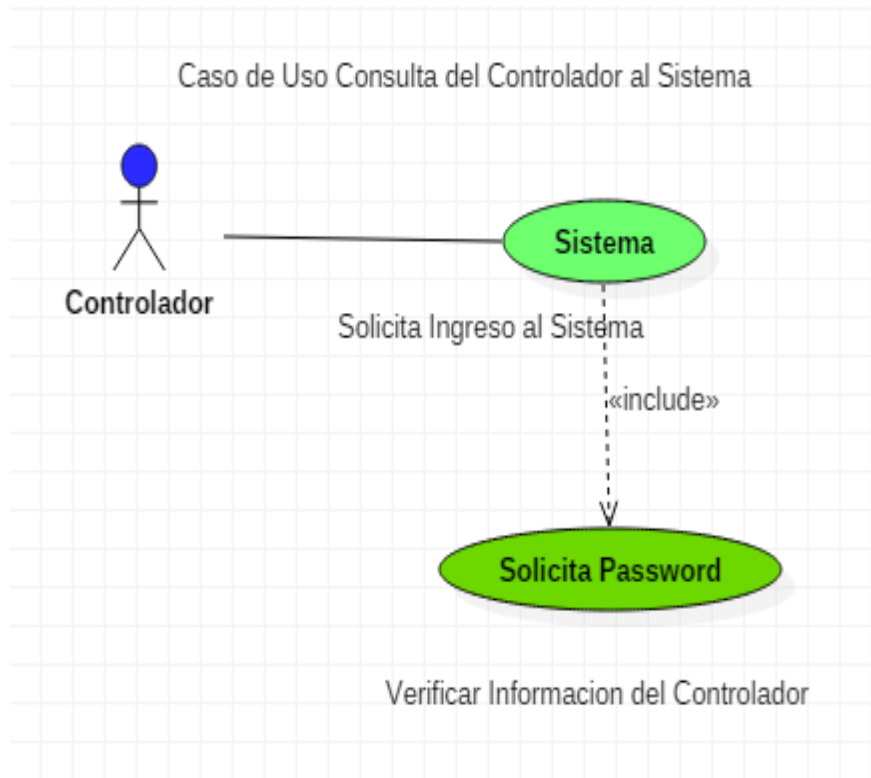 Caso de Uso Consulta del Controlador al Sistema
Sistema
Controlador
Solicita Ingreso al Sistema
«include»
Solicita Password
Verificar Informacion del Controlador